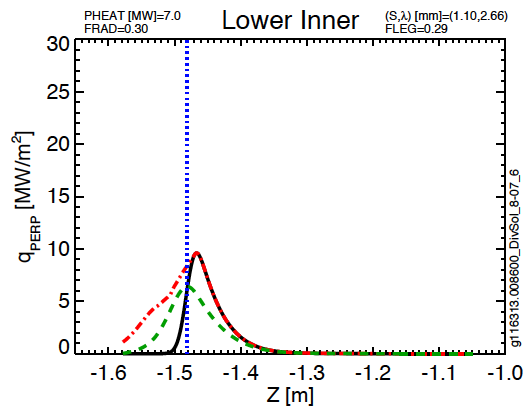 PHEAT [MW]=7.0
FRAD=0.30
Lower Inner
(S,λ) [mm]=(1.10,2.66)
FLEG=0.29
30
25
20
15
10
5
0
qPERP [MW/m2]
-1.6
-1.5
-1.4
-1.3
-1.2
-1.1
-1.0
Z [m]
g1163313.008600_DivSol_8-07_6